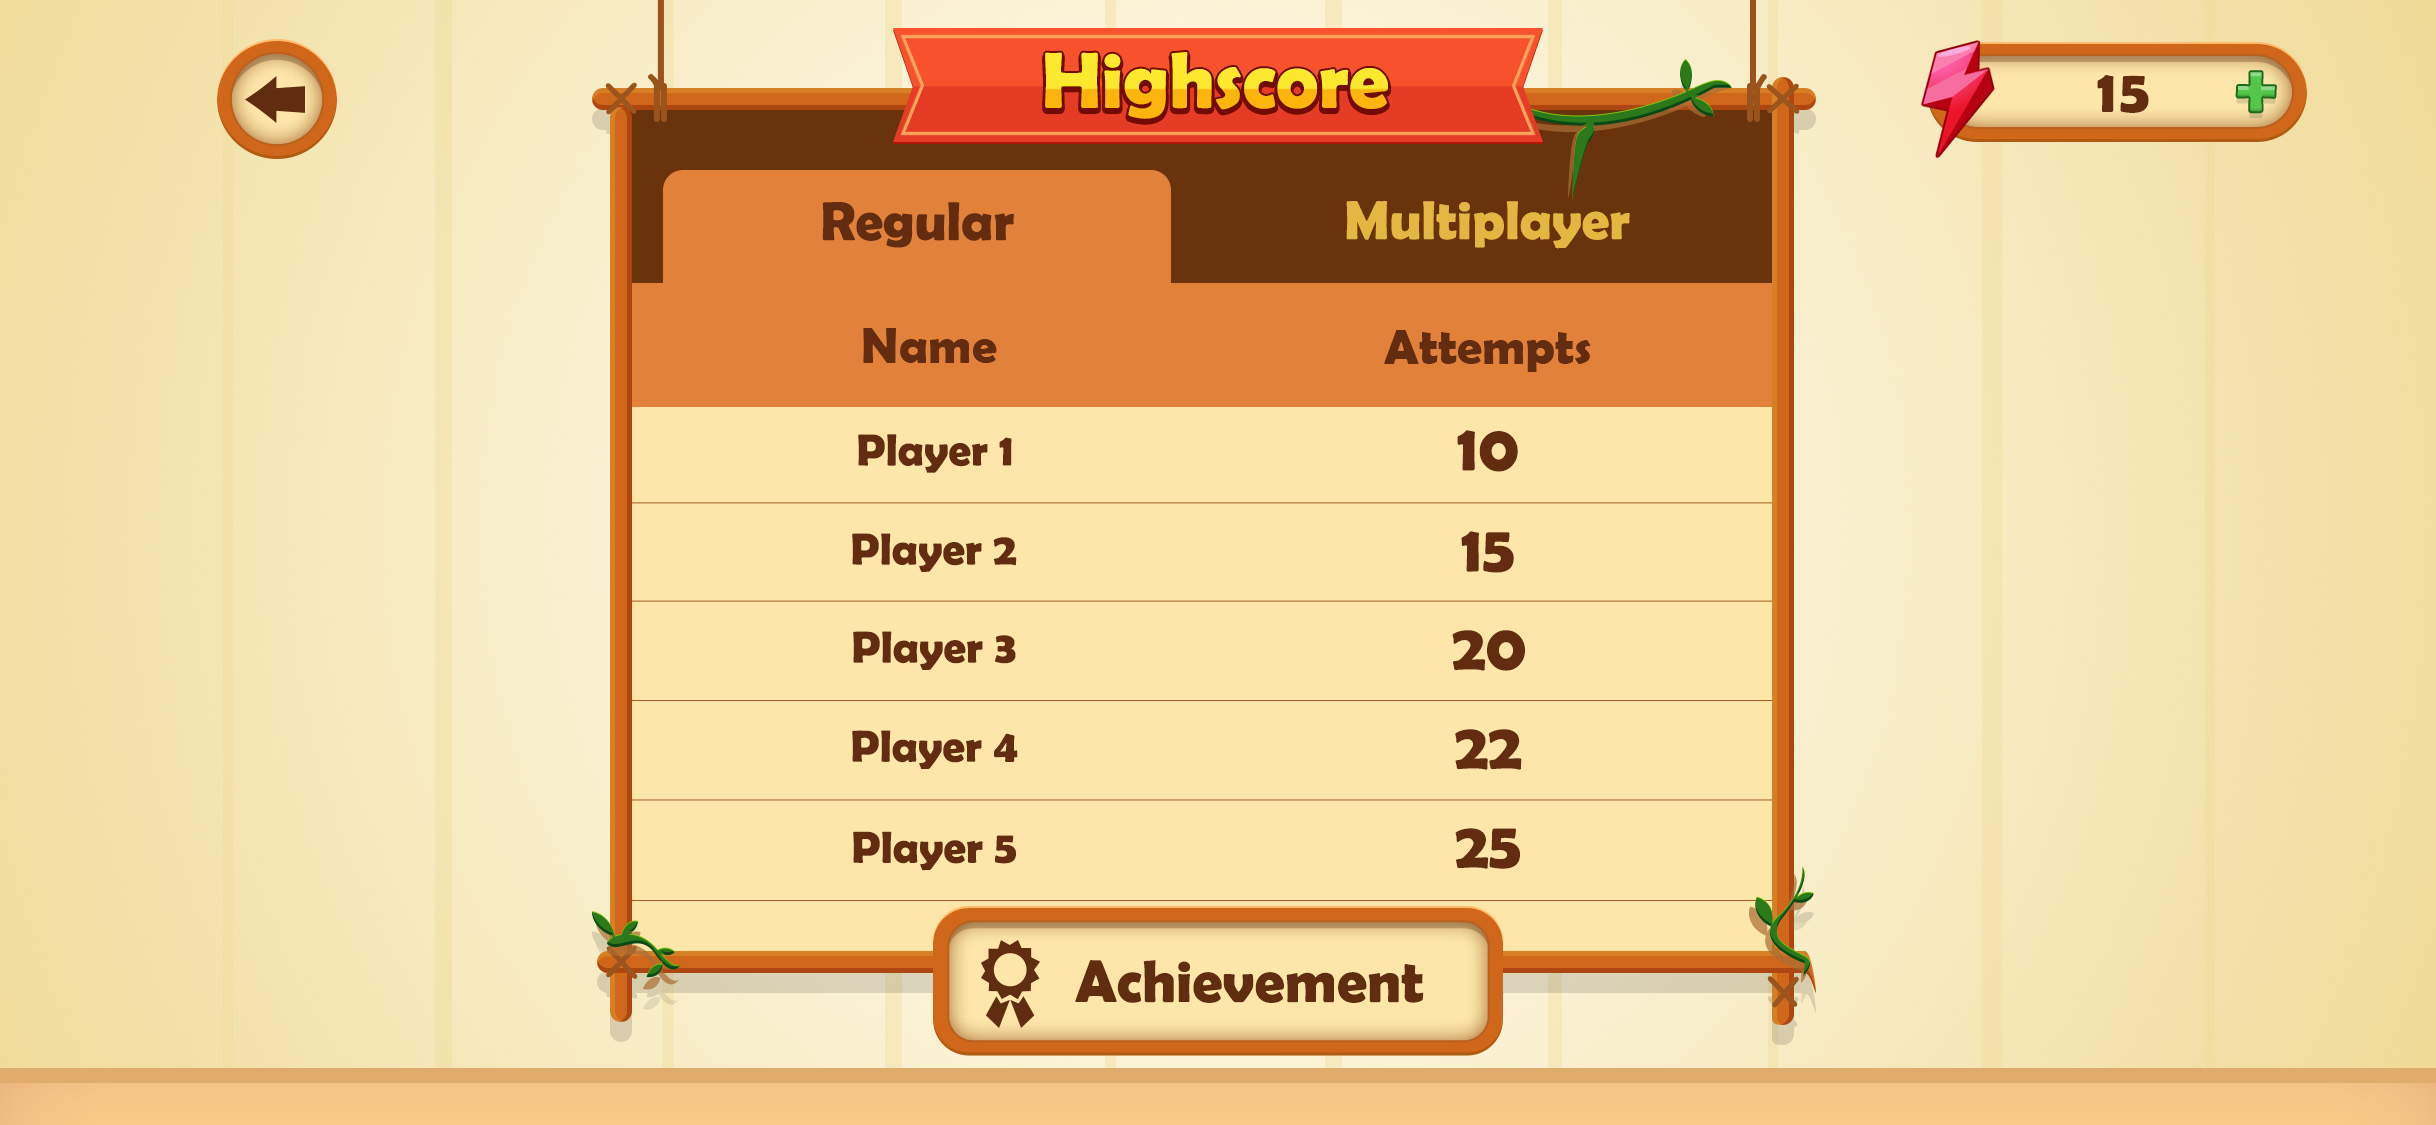 Highscore
15
Regular Multiplayer
Name Attempts
Player 1 10
Player 2 15
Player 3 20
Player 4 22
Player 5 25
Achievement